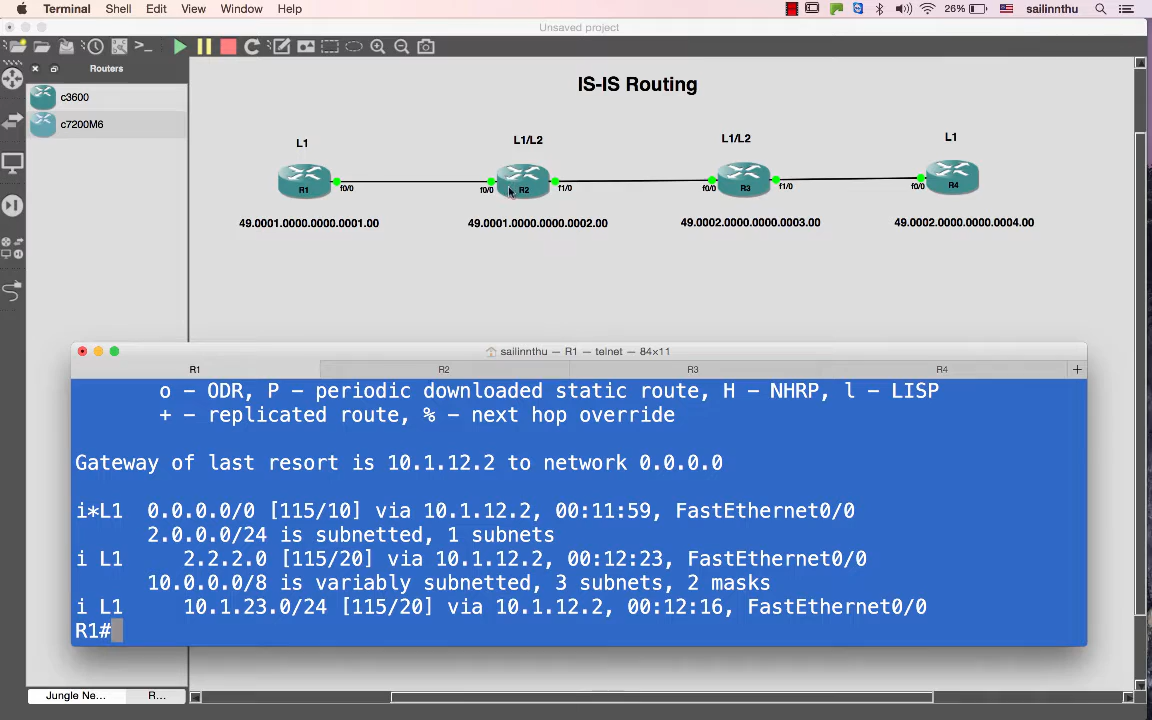 Terminal Shell Edit View Window Help 26% sailinnthu
Unsaved project
Routers
c3600
c7200M6
IS-IS Routing
L1 L1/L2 L1/L2 L1
R1 f0/0 f0/0 R2 f1/0 f0/0 R3 f1/0 f0/0 R4
49.0001.0000.0000.0001.00 49.0001.0000.0000.0002.00 49.0002.0000.0000.0003.00 49.0002.0000.0000.0004.00
sailinnthu — R1 — telnet — 84×11
R1 R2 R3 R4 +
o - ODR, P - periodic downloaded static route, H - NHRP, l - LISP
+ - replicated route, % - next hop override
Gateway of last resort is 10.1.12.2 to network 0.0.0.0
i*L1 0.0.0.0/0 [115/10] via 10.1.12.2, 00:11:59, FastEthernet0/0
2.0.0.0/24 is subnetted, 1 subnets
i L1 2.2.2.0 [115/20] via 10.1.12.2, 00:12:23, FastEthernet0/0
10.0.0.0/8 is variably subnetted, 3 subnets, 2 masks
i L1 10.1.23.0/24 [115/20] via 10.1.12.2, 00:12:16, FastEthernet0/0
R1#
Jungle Ne... R...